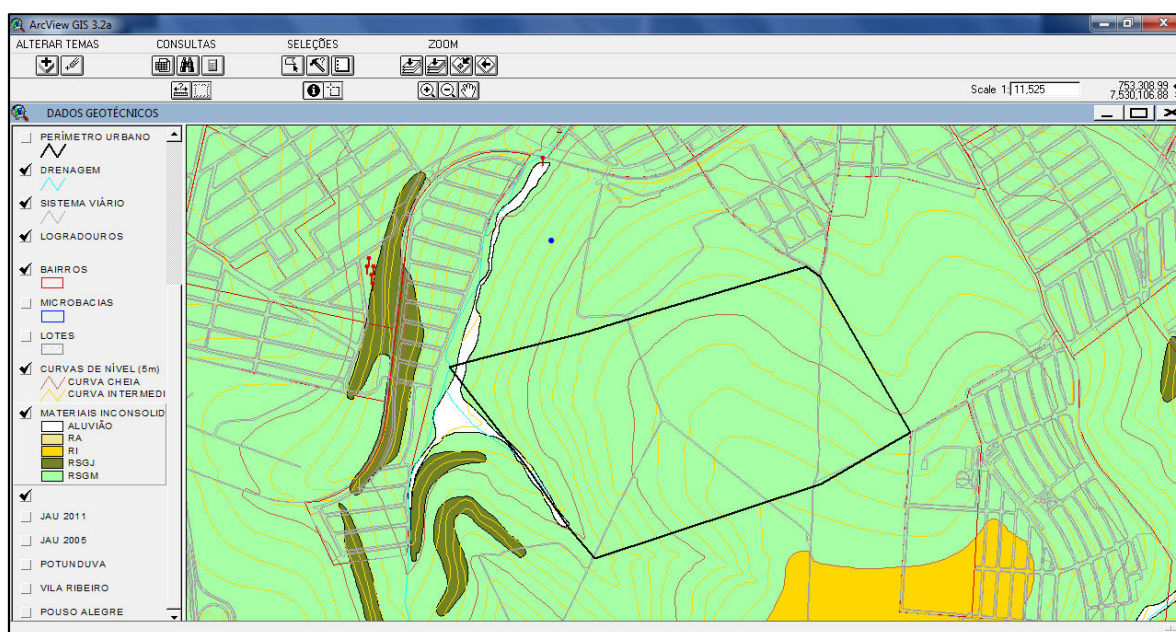 ArcView GIS 3.2a
ALTERAR TEMAS CONSULTAS SELEÇÕES ZOOM
Scale 1: 11,525
753,308.99
7,530,106.88
DADOS GEOTÉCNICOS
PERÍMETRO URBANO
DRENAGEM
SISTEMA VIÁRIO
LOGRADOUROS
BAIRROS
MICROBACIAS
LOTES
CURVAS DE NÍVEL (5m)
CURVA CHEIA
CURVA INTERMEDI
MATERIAIS INCONSOLID
ALUVIÃO
RA
RI
RSGJ
RSGM
JAU 2011
JAU 2005
POTUNDUVA
VILA RIBEIRO
POUSO ALEGRE